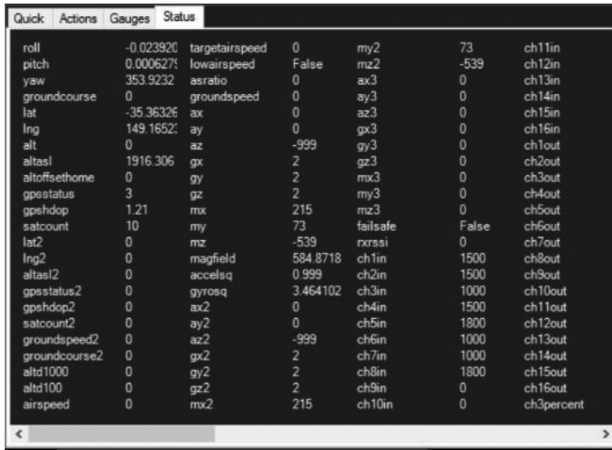 Quick Actions Gauges Status
roll -0.023920 targetairspeed 0 my2 73 ch11in
pitch 0.0006275 lowairspeed False mz2 -539 ch12in
yaw 353.9232 asratio 0 ax3 0 ch13in
groundcourse 0 groundspeed 0 ay3 0 ch14in
lat -35.36326 ax 0 az3 0 ch15in
lng 149.16523 ay 0 gx3 0 ch16in
alt 0 az -999 gy3 0 ch1out
altasl 1916.306 gx 2 gz3 0 ch2out
altoffsethome 0 gy 2 mx3 0 ch3out
gpsstatus 3 gz 2 my3 0 ch4out
gpshdop 1.21 mx 215 mz3 0 ch5out
satcount 10 my 73 failsafe False ch6out
lat2 0 mz -539 rxrssi 0 ch7out
lng2 0 magfield 584.8718 ch1in 1500 ch8out
altasl2 0 accelsq 0.999 ch2in 1500 ch9out
gpsstatus2 0 gyrosq 3.464102 ch3in 1000 ch10out
gpshdop2 0 ax2 0 ch4in 1500 ch11out
satcount2 0 ay2 0 ch5in 1800 ch12out
groundspeed2 0 az2 -999 ch6in 1000 ch13out
groundcourse2 0 gx2 2 ch7in 1000 ch14out
altd1000 0 gy2 2 ch8in 1800 ch15out
altd100 0 gz2 2 ch9in 0 ch16out
airspeed 0 mx2 215 ch10in 0 ch3percent